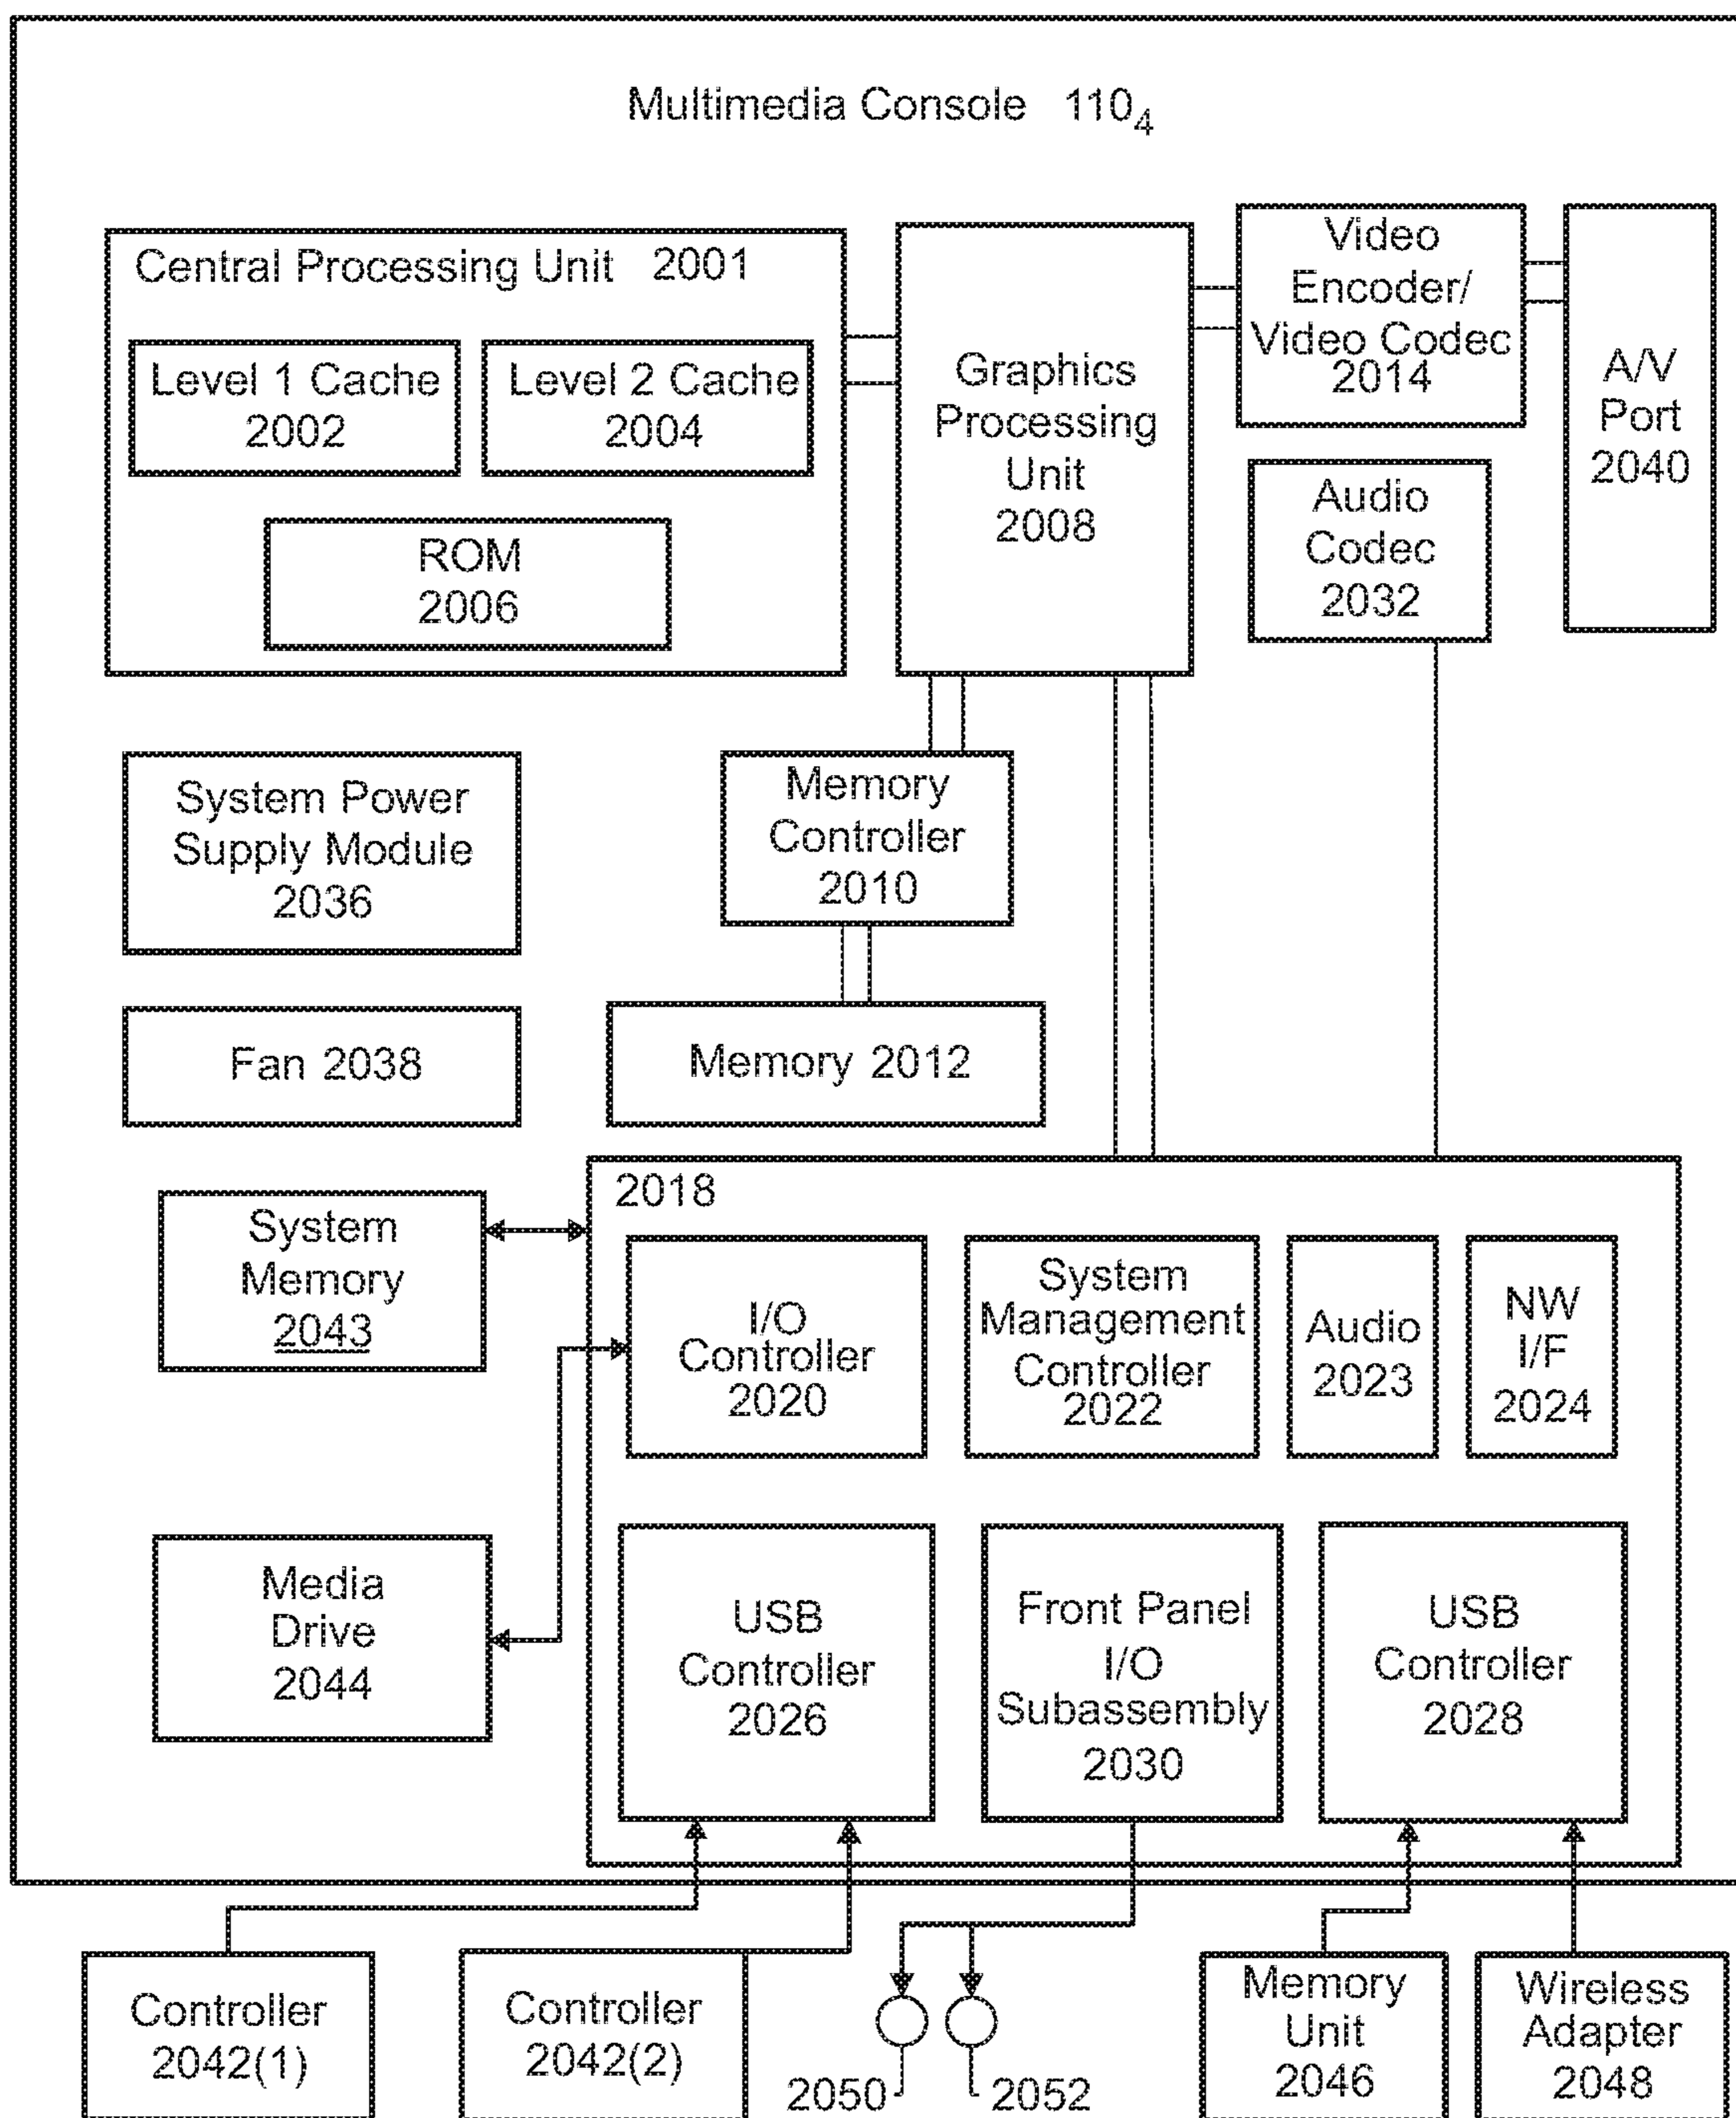 Multimedia Console 110₄
Central Processing Unit 2001
Level 1 Cache
2002
Level 2 Cache
2004
ROM
2006
Graphics
Processing
Unit
2008
Video
Encoder/
Video Codec
2014
A/V
Port
2040
Audio
Codec
2032
System Power
Supply Module
2036
Memory
Controller
2010
Fan 2038
Memory 2012
2018
System
Memory
2043
I/O
Controller
2020
System
Management
Controller
2022
Audio
2023
NW
I/F
2024
Media
Drive
2044
USB
Controller
2026
Front Panel
I/O
Subassembly
2030
USB
Controller
2028
Controller
2042(1)
Controller
2042(2)
2050
2052
Memory
Unit
2046
Wireless
Adapter
2048